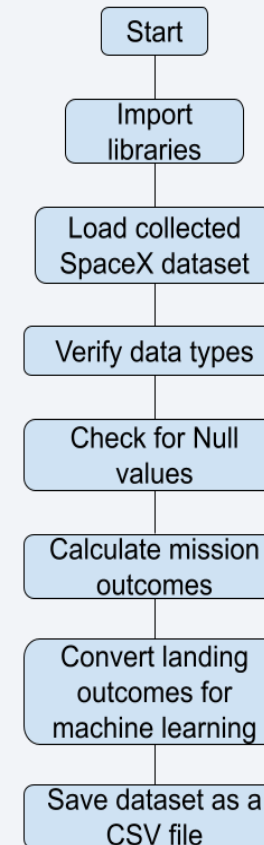 Start
Import
libraries
Load collected
SpaceX dataset
Verify data types
Check for Null
values
Calculate mission
outcomes
Convert landing
outcomes for
machine learning
Save dataset as a
CSV file